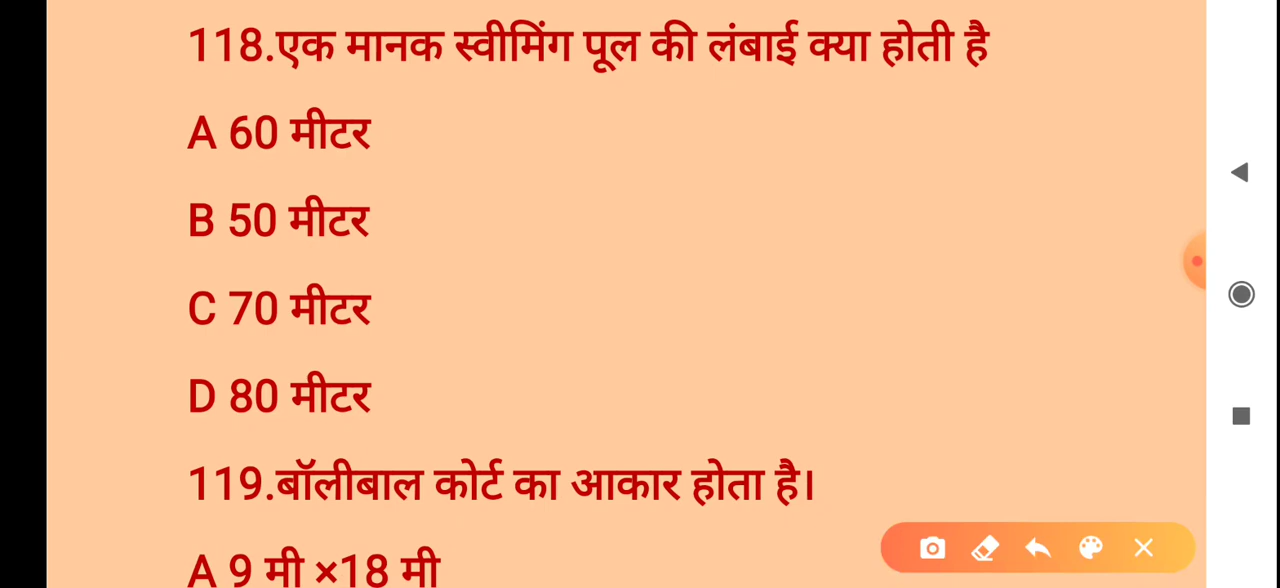 118.एक मानक स्वीमिंग पूल की लंबाई क्या होती है
A 60 मीटर
B 50 मीटर
C 70 मीटर
D 80 मीटर
119.बॉलीबाल कोर्ट का आकार होता है।
A 9 मी ×18 मी